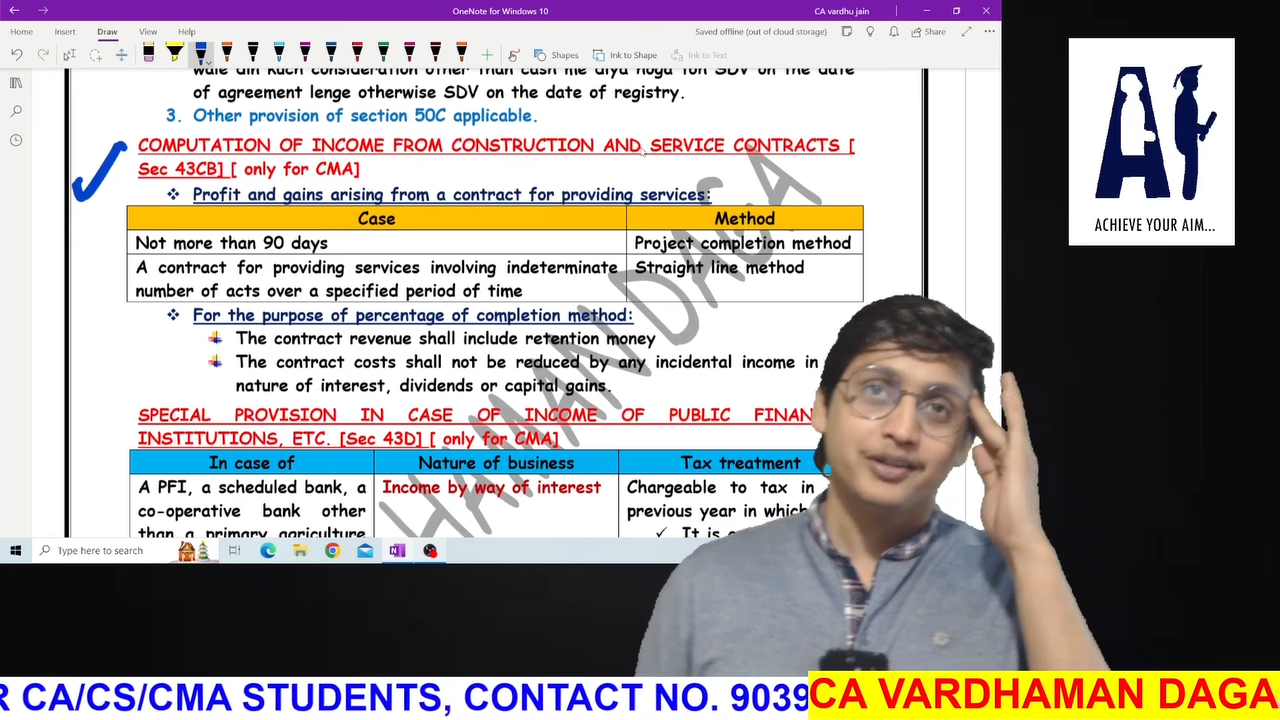 OneNote for Windows 10
CA vardhu jain
Home Insert Draw View Help
Saved offline (out of cloud storage)
Share
Shapes Ink to Shape Ink to Text
wale din kuch consideration other than cash me diya hoga toh SDV on the date
of agreement lenge otherwise SDV on the date of registry.
3. Other provision of section 50C applicable.
COMPUTATION OF INCOME FROM CONSTRUCTION AND SERVICE CONTRACTS [
Sec 43CB] [ only for CMA]
Profit and gains arising from a contract for providing services:
Case Method
Not more than 90 days Project completion method
A contract for providing services involving indeterminate Straight line method
number of acts over a specified period of time
For the purpose of percentage of completion method:
The contract revenue shall include retention money
The contract costs shall not be reduced by any incidental income in
nature of interest, dividends or capital gains.
SPECIAL PROVISION IN CASE OF INCOME OF PUBLIC FINAN
INSTITUTIONS, ETC. [Sec 43D] [ only for CMA]
In case of Nature of business Tax treatment
A PFI, a scheduled bank, a Income by way of interest Chargeable to tax in
co-operative bank other previous year in which
than a primary agriculture ✓ It is
HAMAN DAGA
Type here to search
ACHIEVE YOUR AIM...
R CA/CS/CMA STUDENTS, CONTACT NO. 9039
CA VARDHAMAN DAGA